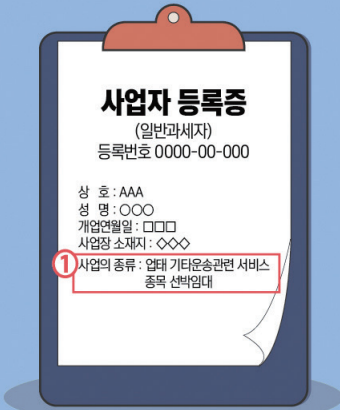 사업자 등록증
(일반과세자)
등록번호 0000-00-000
상 호 : AAA
성 명 : ○○○
개업연월일 : □□□
사업장 소재지 : ◇◇◇
① 사업의 종류 : 업태 기타운송관련 서비스
종목 선박임대